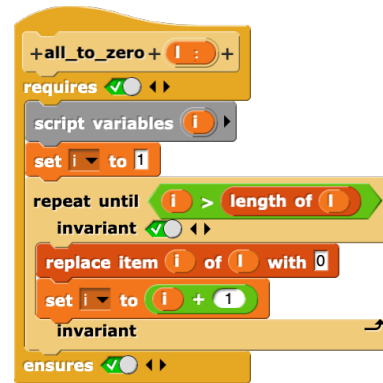 +all_to_zero+ l : +
requires
script variables i
set i to 1
repeat until i > length of l
invariant
replace item i of l with 0
set i to i + 1
invariant
ensures